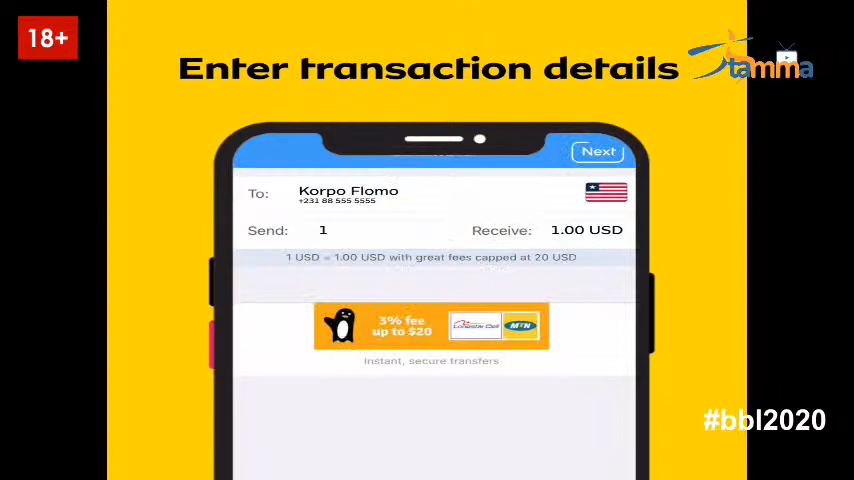 18+
Enter transaction details
tamma
Next
To: Korpo Flomo
+231 88 555 5555
Send: 1 Receive: 1.00 USD
1 USD = 1.00 USD with great fees capped at 20 USD
3% fee
up to $20
Lonestar Cell
MTN
Instant, secure transfers
#bbl2020